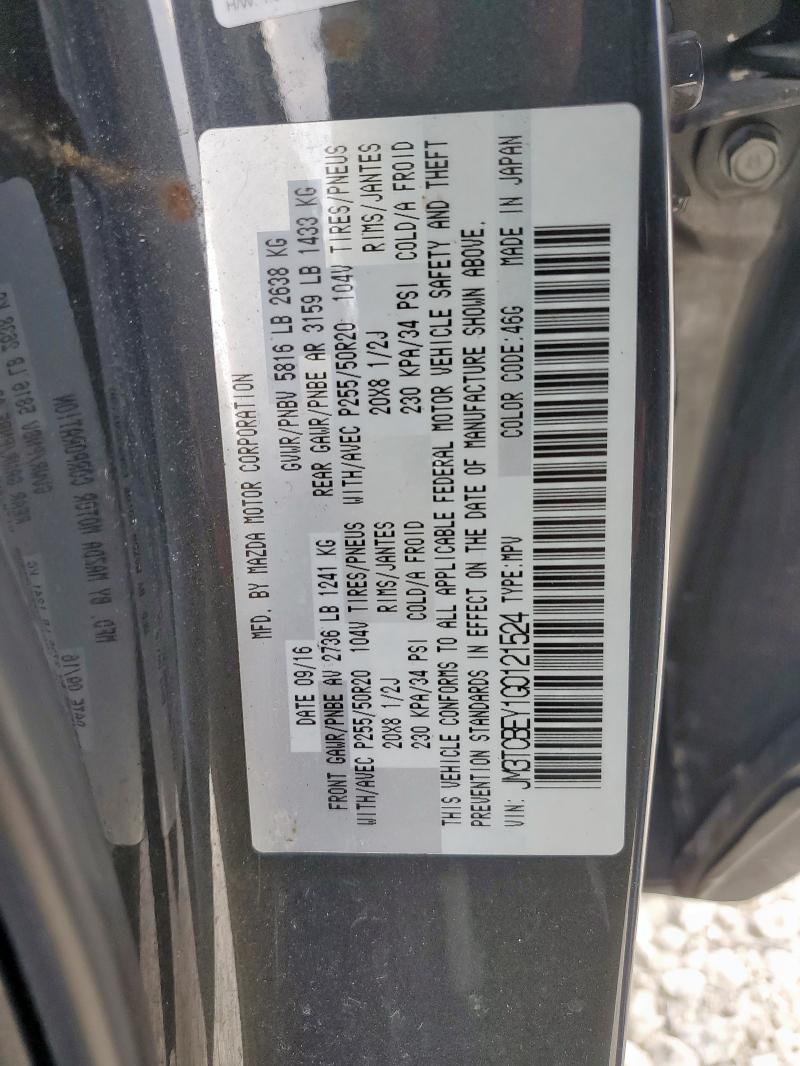 MFD. BY MAZDA MOTOR CORPORATION
DATE 09/16 GVWR/PNBV 5816 LB 2638 KG
FRONT GAWR/PNBE AV 2736 LB 1241 KG REAR GAWR/PNBE AR 3159 LB 1433 KG
WITH/AVEC P255/50R20 104V TIRES/PNEUS WITH/AVEC P255/50R20 104V TIRES/PNEUS
20X8 1/2J RIMS/JANTES 20X8 1/2J RIMS/JANTES
230 KPA/34 PSI COLD/A FROID 230 KPA/34 PSI COLD/A FROID
THIS VEHICLE CONFORMS TO ALL APPLICABLE FEDERAL MOTOR VEHICLE SAFETY AND THEFT
PREVENTION STANDARDS IN EFFECT ON THE DATE OF MANUFACTURE SHOWN ABOVE.
VIN: JM3TCBEY1G0121524 TYPE:MPV COLOR CODE:46G MADE IN JAPAN